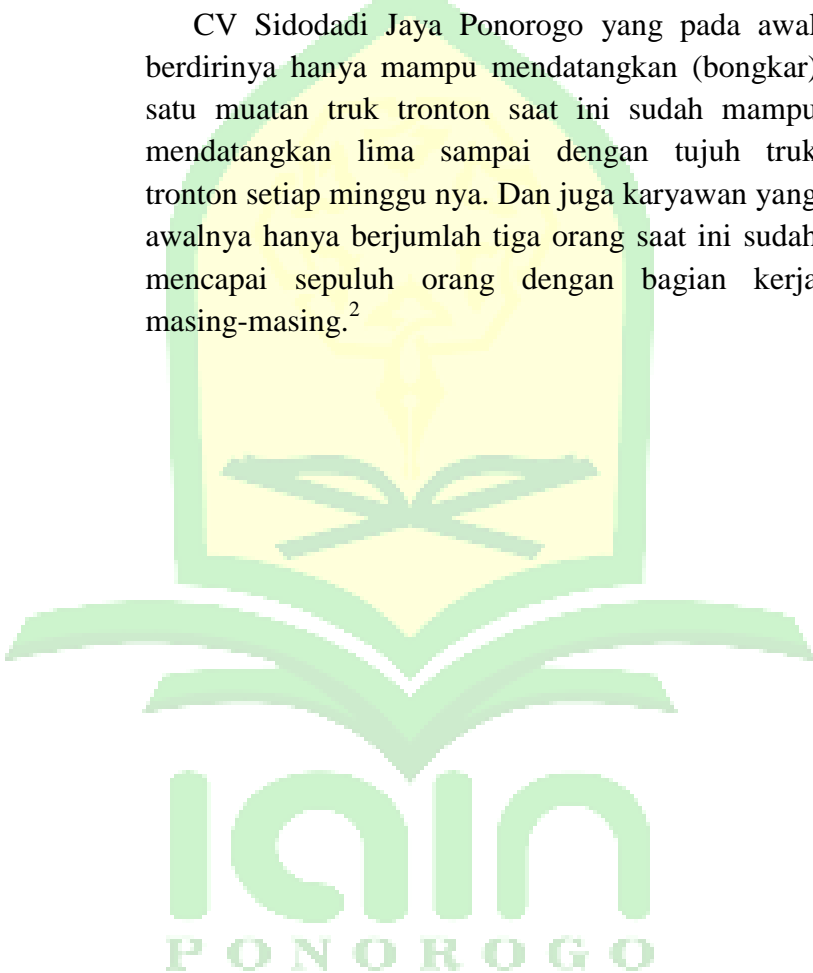 CV Sidodadi Jaya Ponorogo yang pada awal
berdirinya hanya mampu mendatangkan (bongkar)
satu muatan truk tronton saat ini sudah mampu
mendatangkan lima sampai dengan tujuh truk
tronton setiap minggu nya. Dan juga karyawan yang
awalnya hanya berjumlah tiga orang saat ini sudah
mencapai sepuluh orang dengan bagian kerja
masing-masing.²
iain
PONOROGO